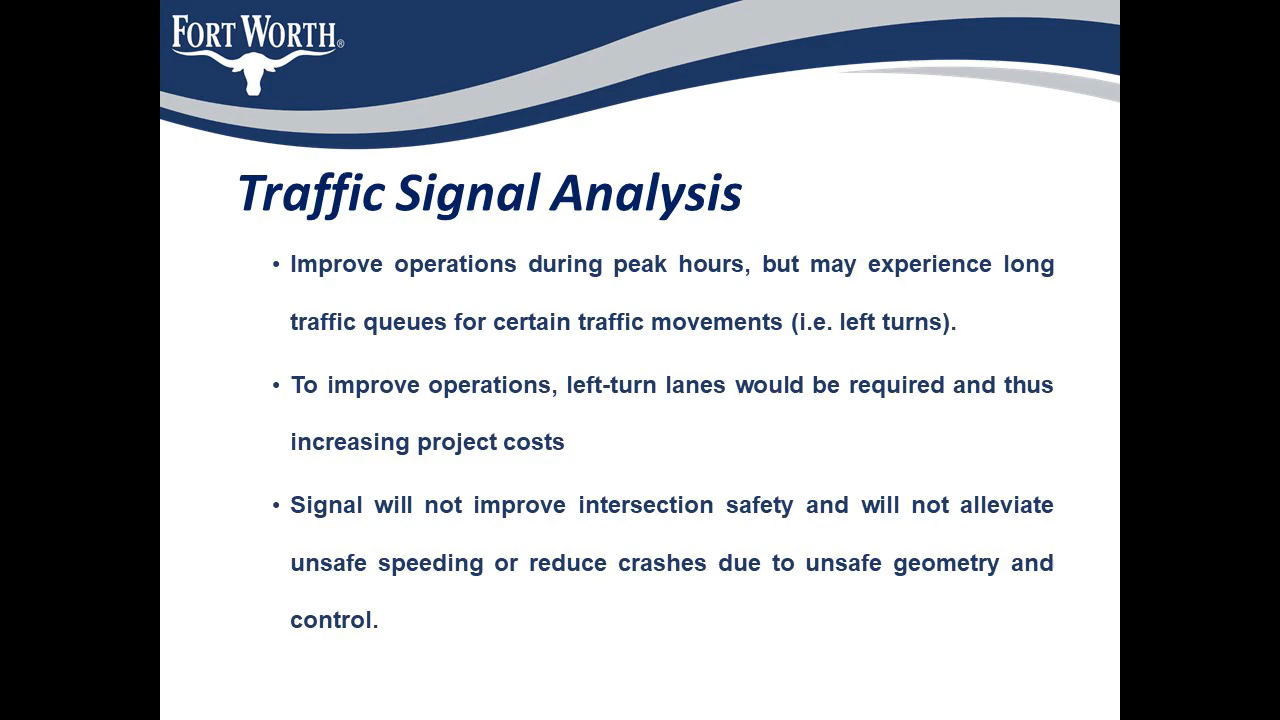 FORT WORTH®
Traffic Signal Analysis
• Improve operations during peak hours, but may experience long
traffic queues for certain traffic movements (i.e. left turns).
• To improve operations, left-turn lanes would be required and thus
increasing project costs
• Signal will not improve intersection safety and will not alleviate
unsafe speeding or reduce crashes due to unsafe geometry and
control.